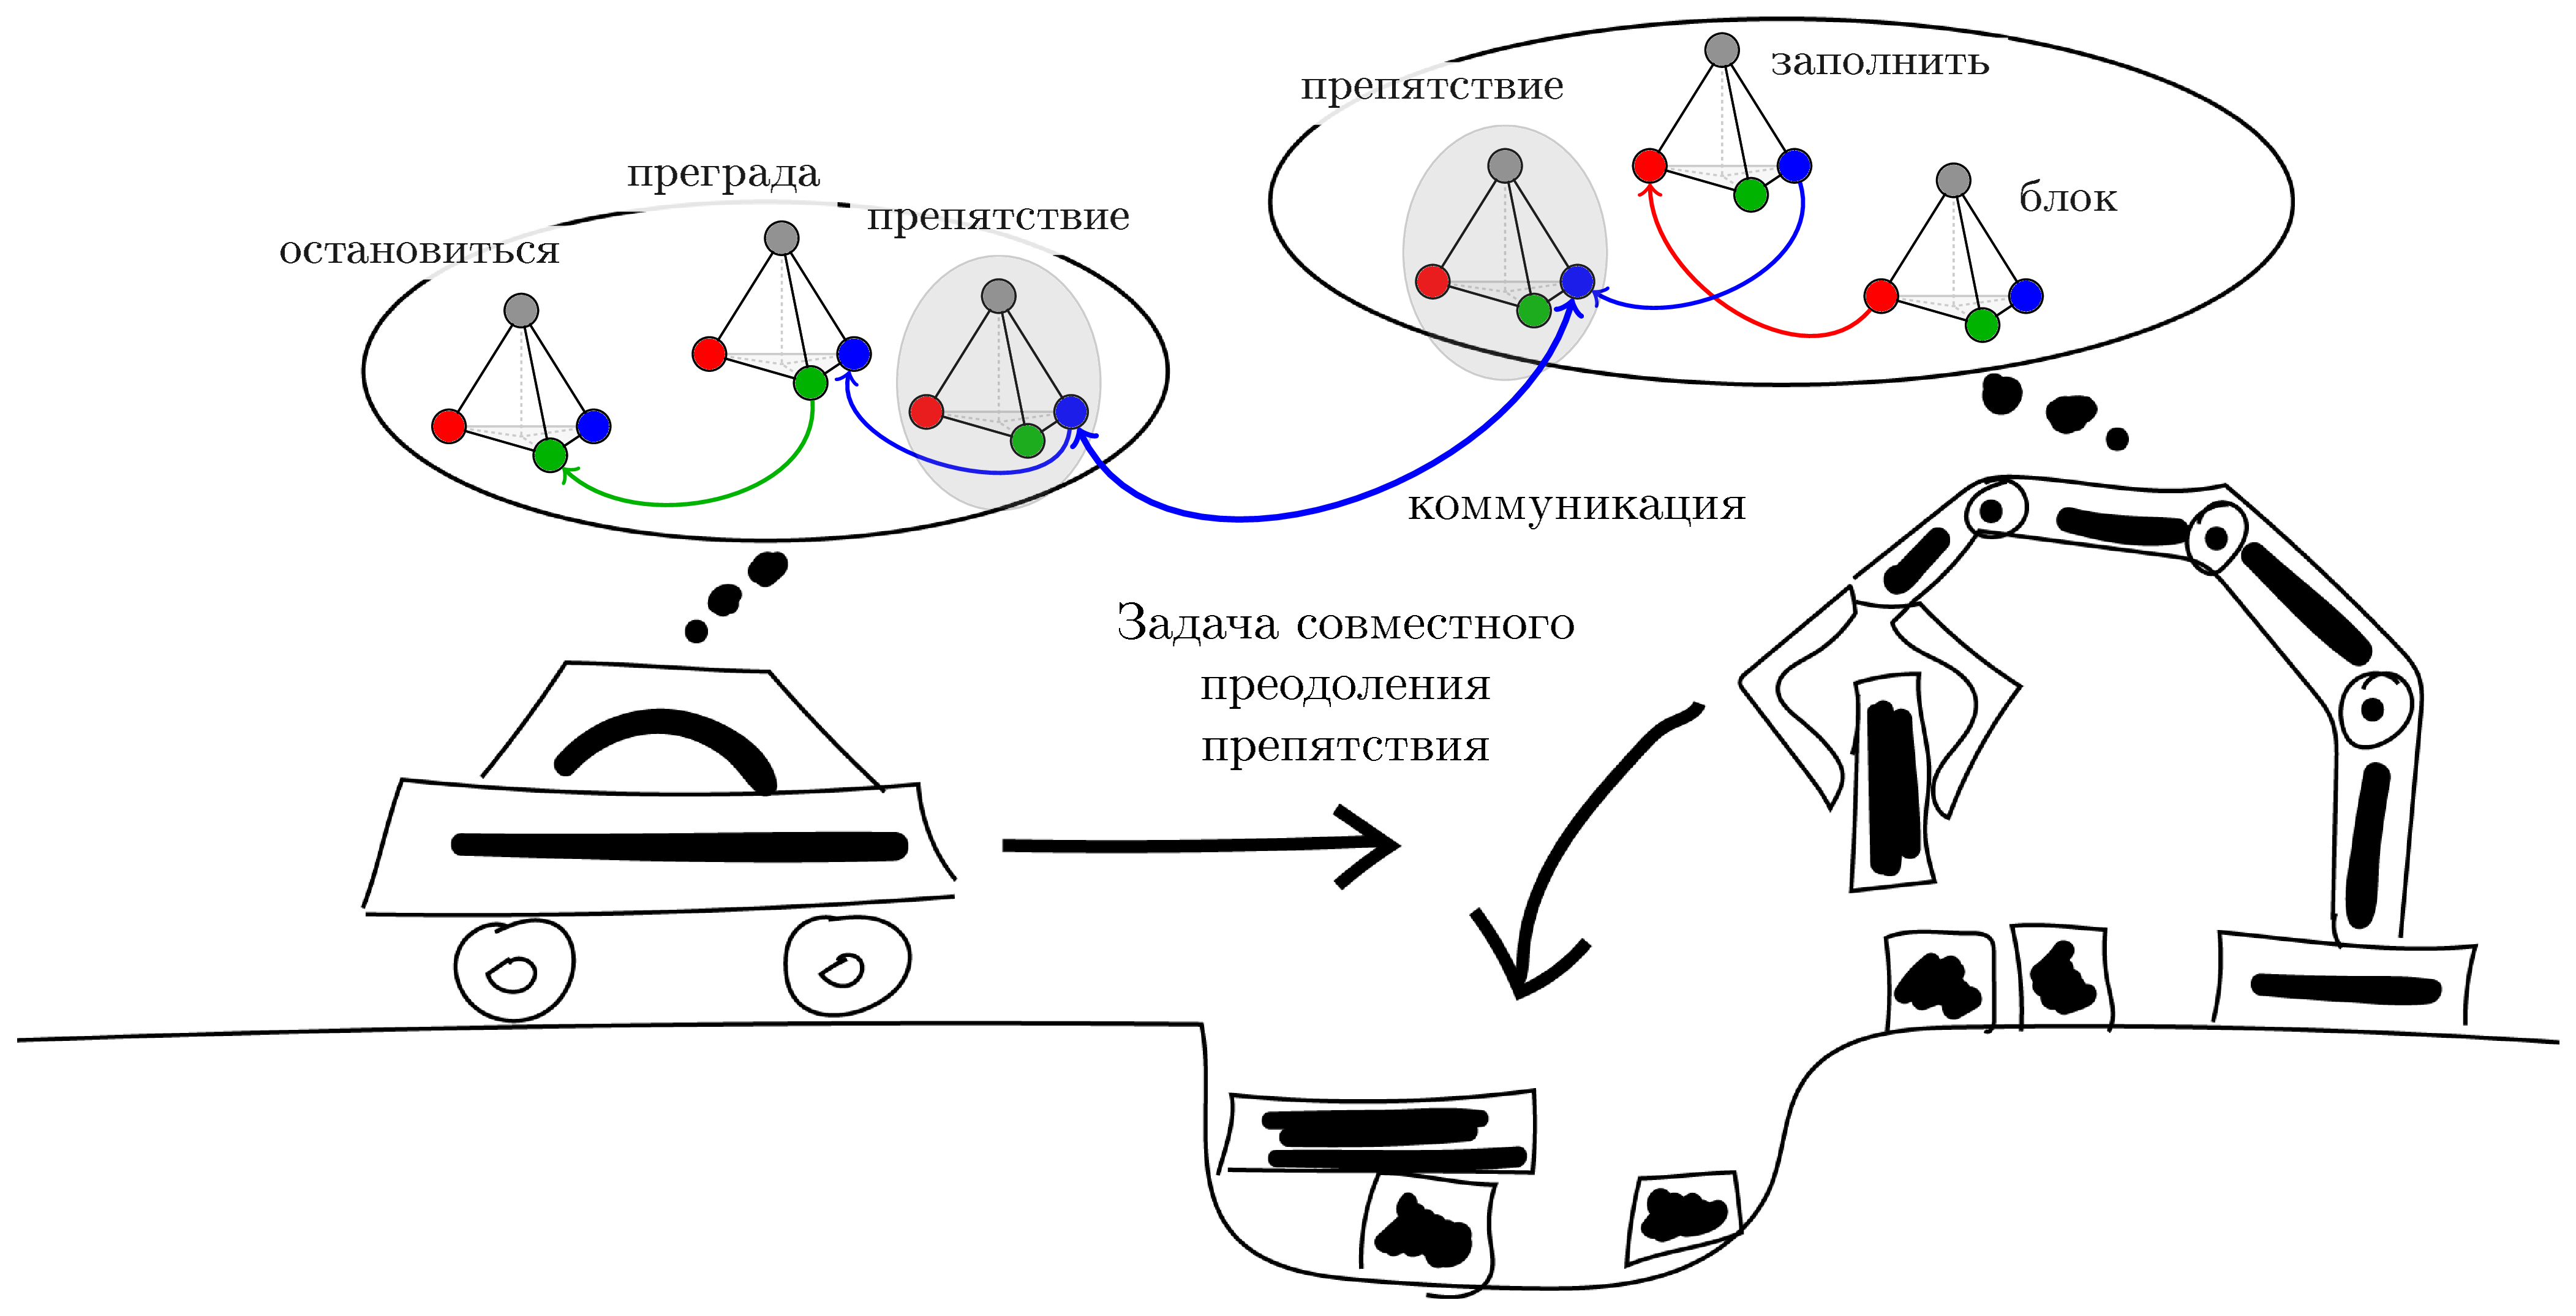 заполнить
препятствие
блок
преграда
препятствие
остановиться
коммуникация
Задача совместного
преодоления
препятствия